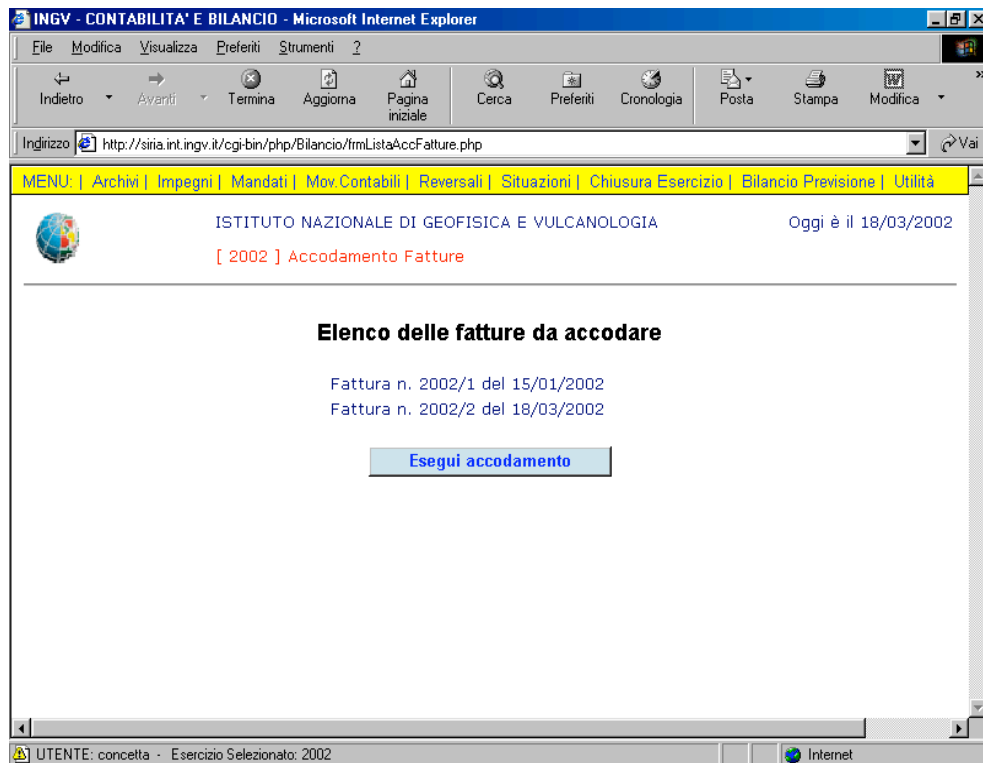 INGV - CONTABILITA' E BILANCIO - Microsoft Internet Explorer
File Modifica Visualizza Preferiti Strumenti ?
Indietro Avanti Termina Aggiorna Pagina iniziale Cerca Preferiti Cronologia Posta Stampa Modifica »
Indirizzo http://siria.int.ingv.it/cgi-bin/php/Bilancio/frmListaAccFatture.php Vai
MENU: | Archivi | Impegni | Mandati | Mov.Contabili | Reversali | Situazioni | Chiusura Esercizio | Bilancio Previsione | Utilità
ISTITUTO NAZIONALE DI GEOFISICA E VULCANOLOGIA Oggi è il 18/03/2002
[ 2002 ] Accodamento Fatture
Elenco delle fatture da accodare
Fattura n. 2002/1 del 15/01/2002
Fattura n. 2002/2 del 18/03/2002
Esegui accodamento
UTENTE: concetta - Esercizio Selezionato: 2002 Internet